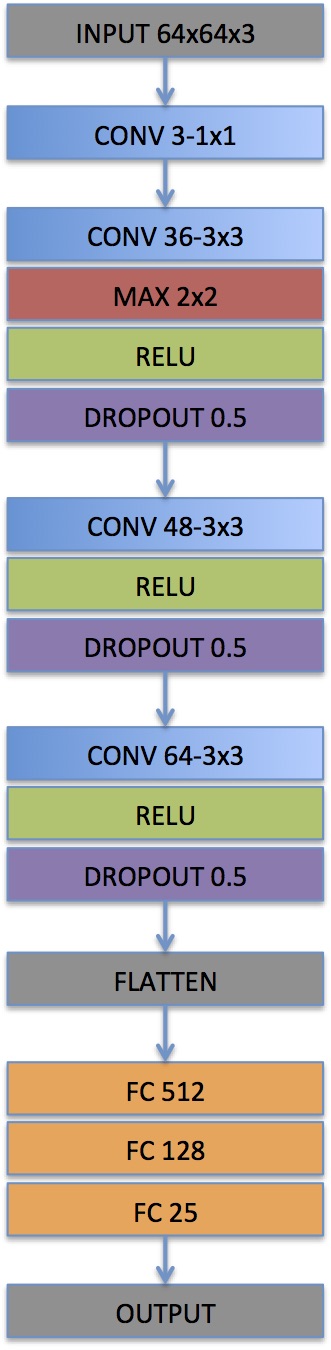 INPUT 64x64x3
CONV 3-1x1
CONV 36-3x3
MAX 2x2
RELU
DROPOUT 0.5
CONV 48-3x3
RELU
DROPOUT 0.5
CONV 64-3x3
RELU
DROPOUT 0.5
FLATTEN
FC 512
FC 128
FC 25
OUTPUT